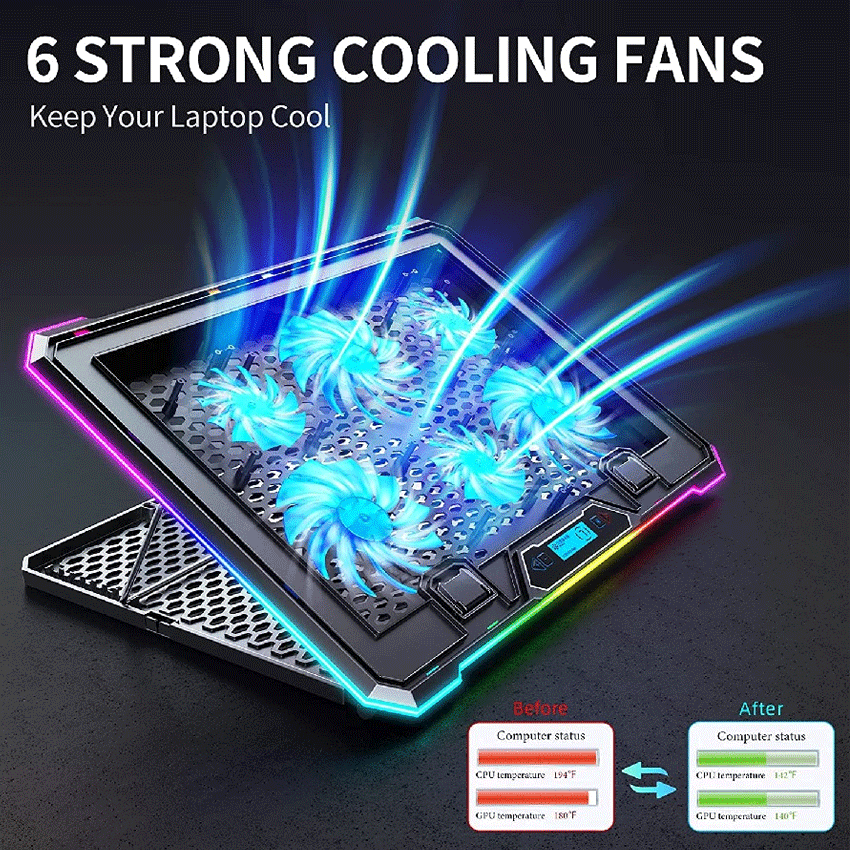 6 STRONG COOLING FANS
Keep Your Laptop Cool
Before
Computer status
CPU temperature 194°F
GPU temperature 180°F
After
Computer status
CPU temperature 142°F
GPU temperature 140°F